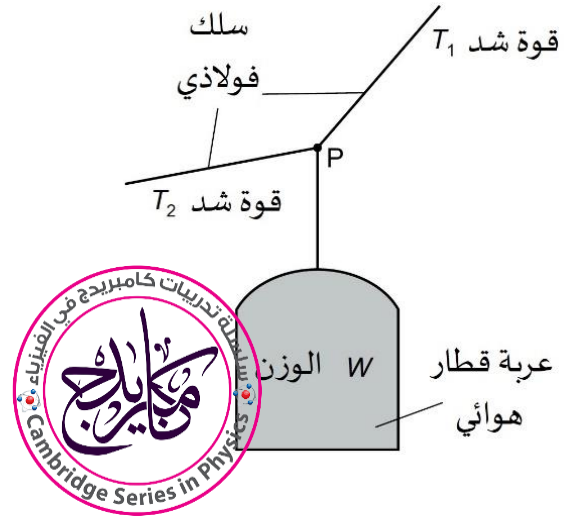 سلك
فولاذي
قوة شد T₁
P
قوة شد T₂
الوزن W
عربة قطار
هوائي
سلسلة تدريبات كامبريدج في الفيزياء
كامبريدج
Cambridge Series in Physics